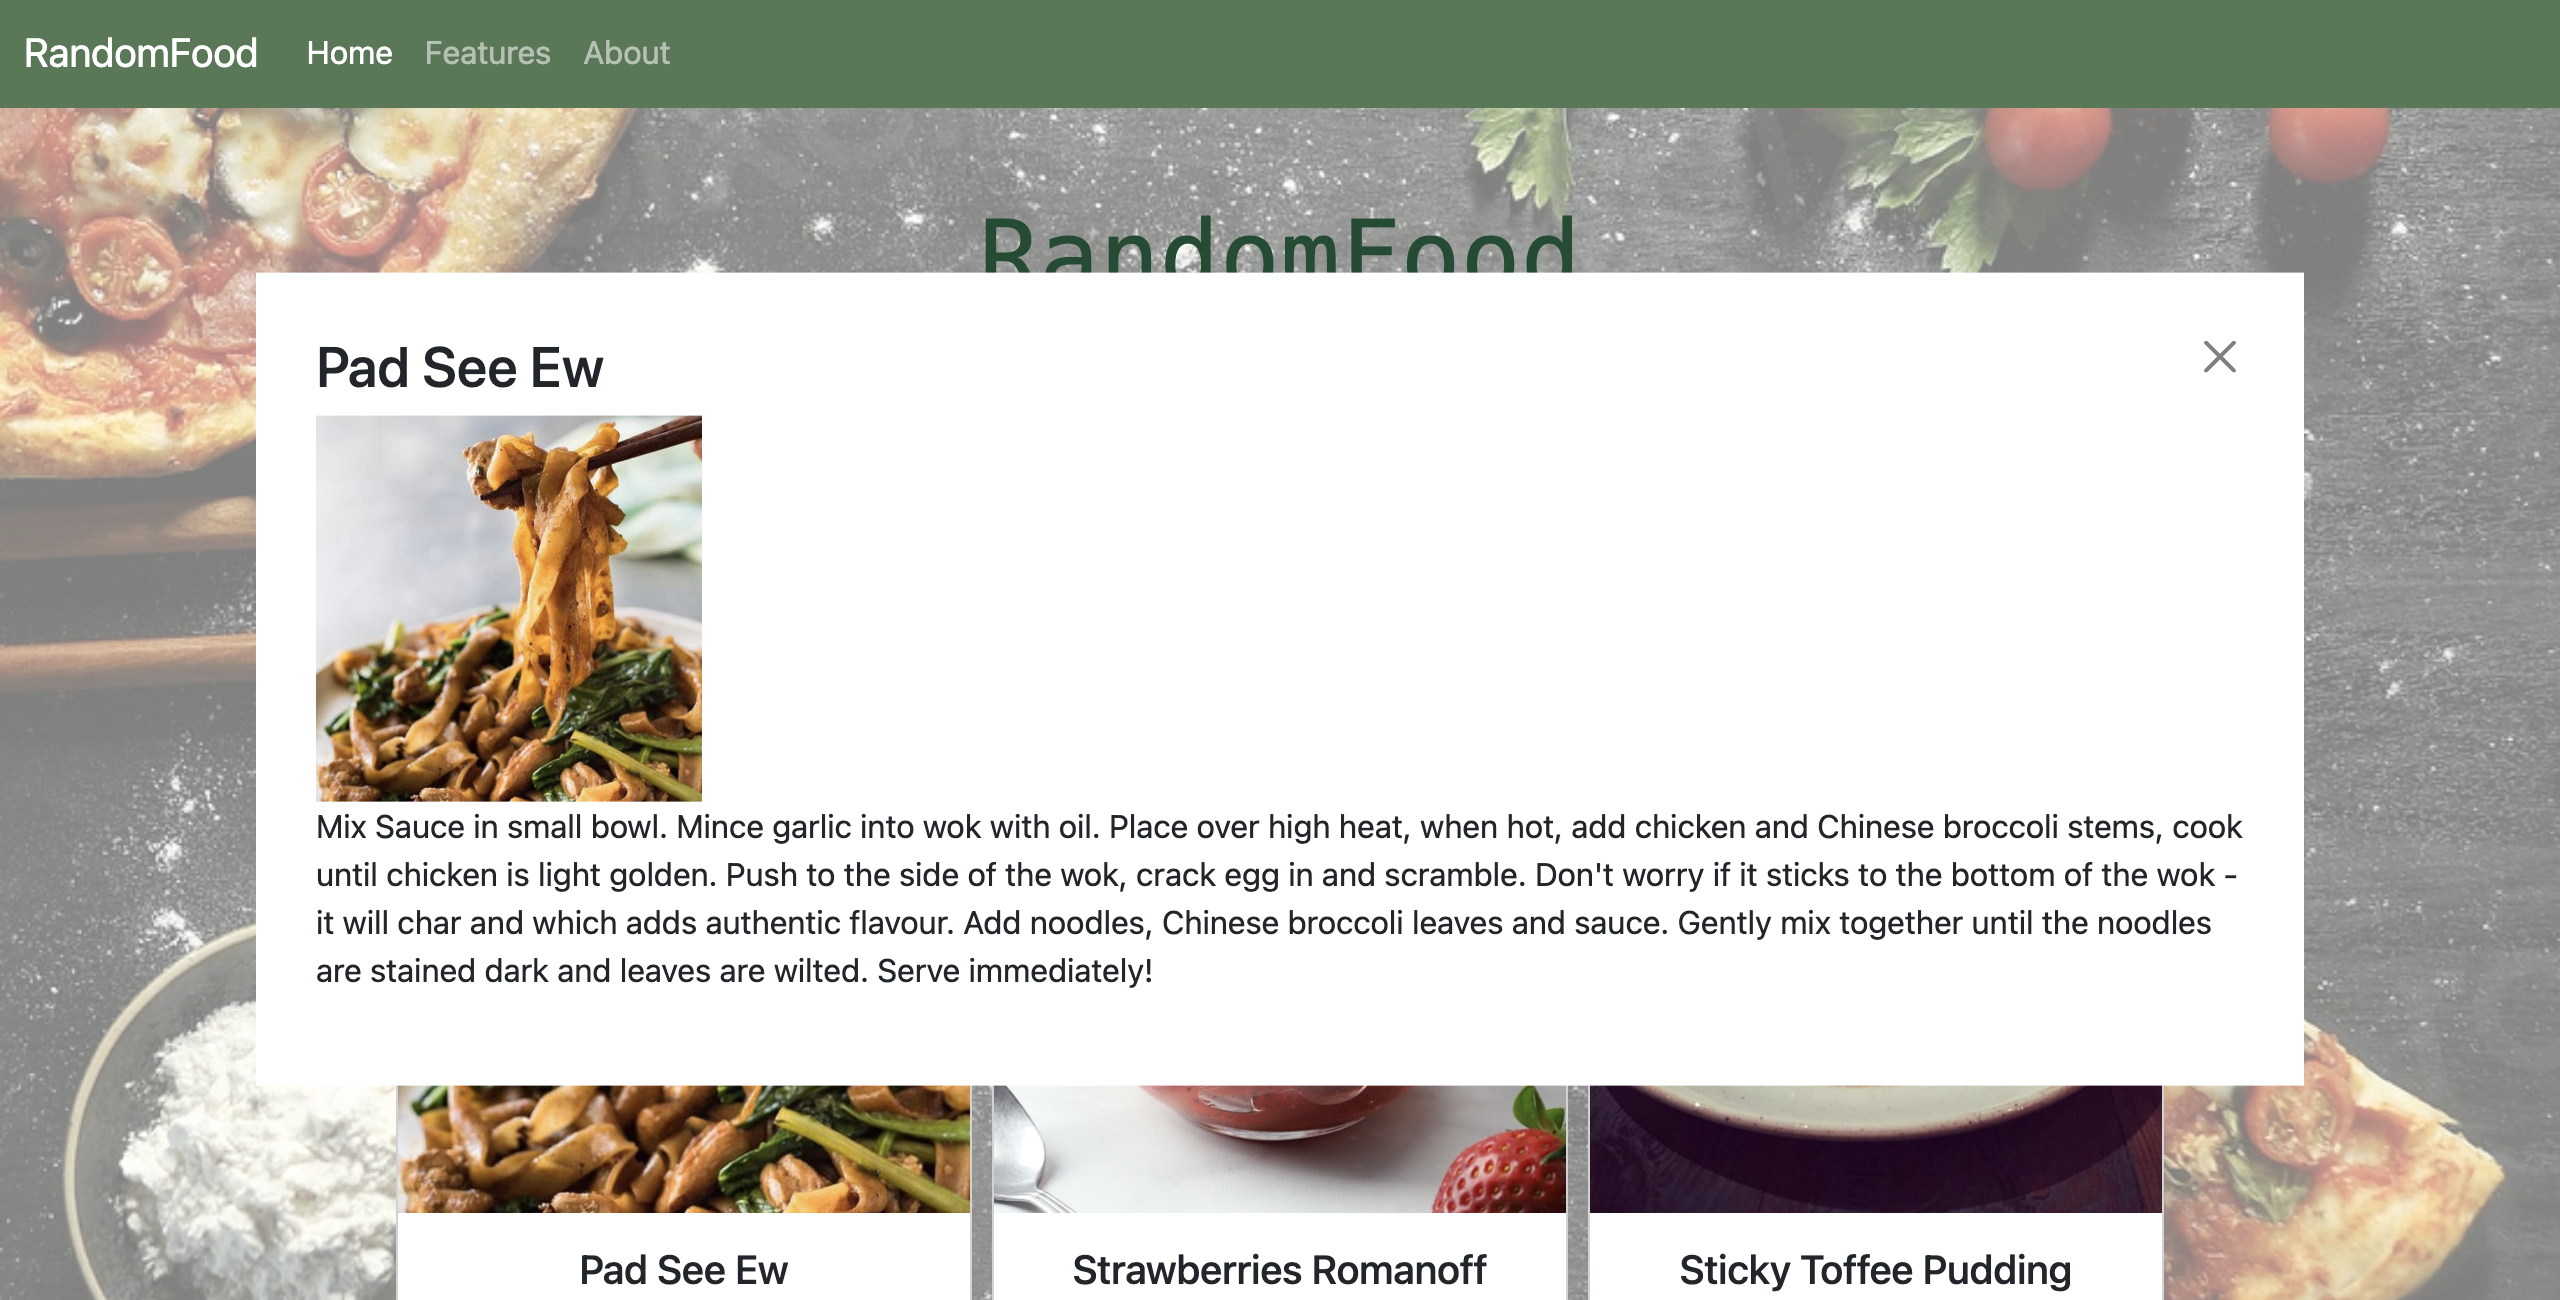 RandomFood Home Features About
RandomFood
Pad See Ew
Mix Sauce in small bowl. Mince garlic into wok with oil. Place over high heat, when hot, add chicken and Chinese broccoli stems, cook
until chicken is light golden. Push to the side of the wok, crack egg in and scramble. Don't worry if it sticks to the bottom of the wok -
it will char and which adds authentic flavour. Add noodles, Chinese broccoli leaves and sauce. Gently mix together until the noodles
are stained dark and leaves are wilted. Serve immediately!
Pad See Ew
Strawberries Romanoff
Sticky Toffee Pudding